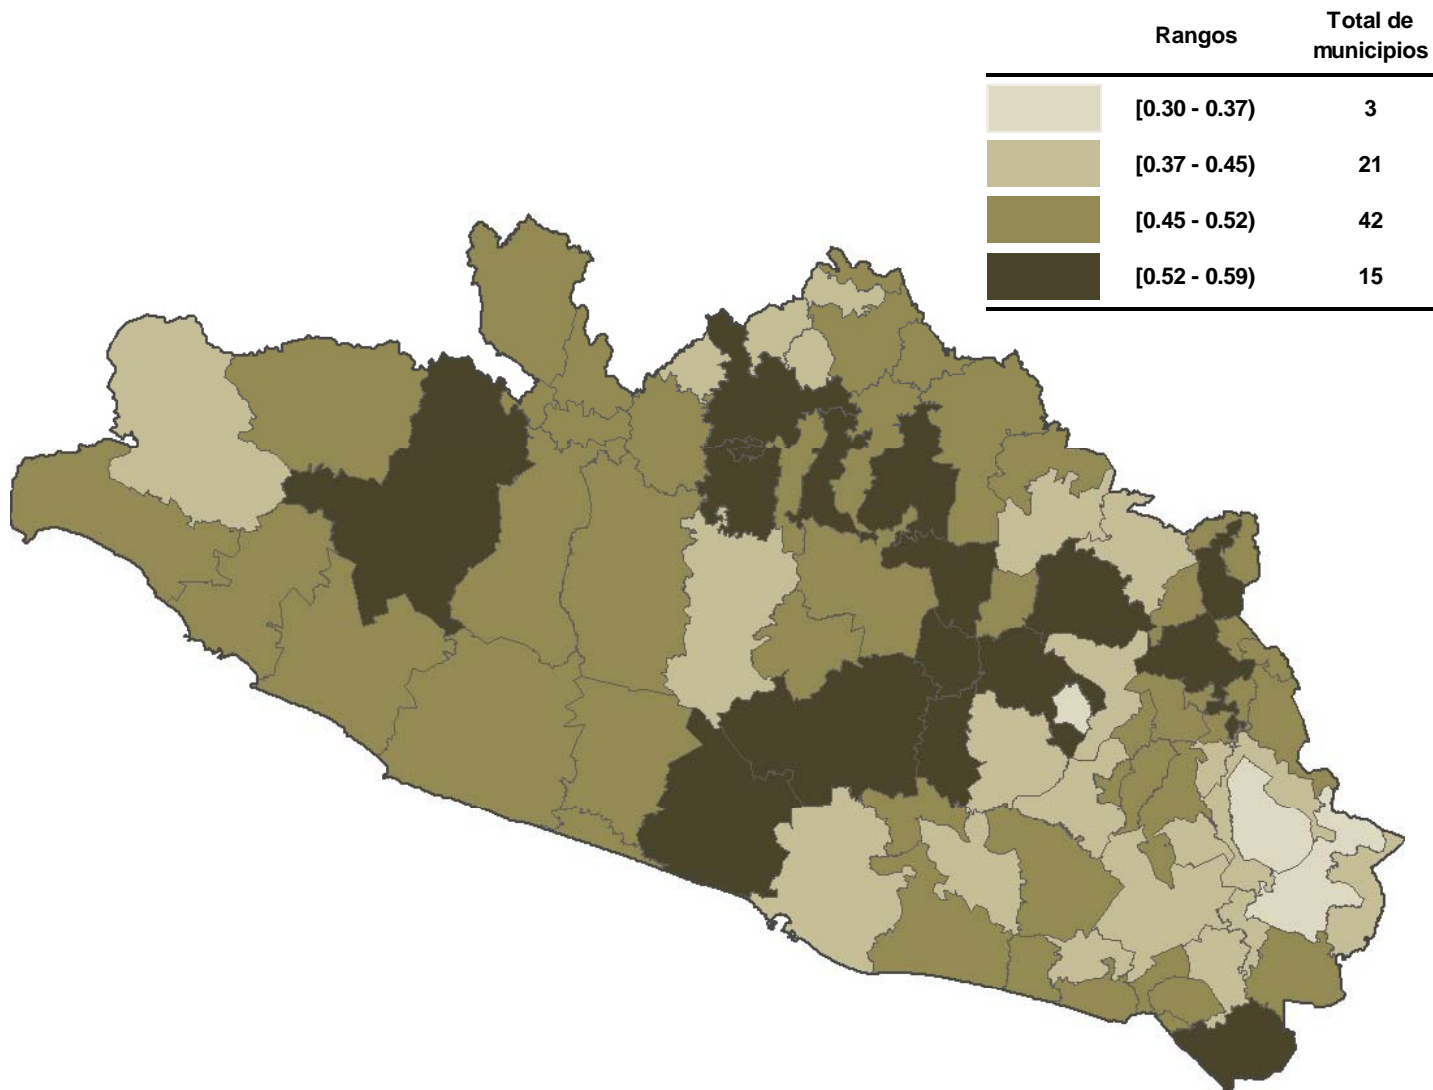 Rangos Total de municipios
[0.30 - 0.37) 3
[0.37 - 0.45) 21
[0.45 - 0.52) 42
[0.52 - 0.59) 15